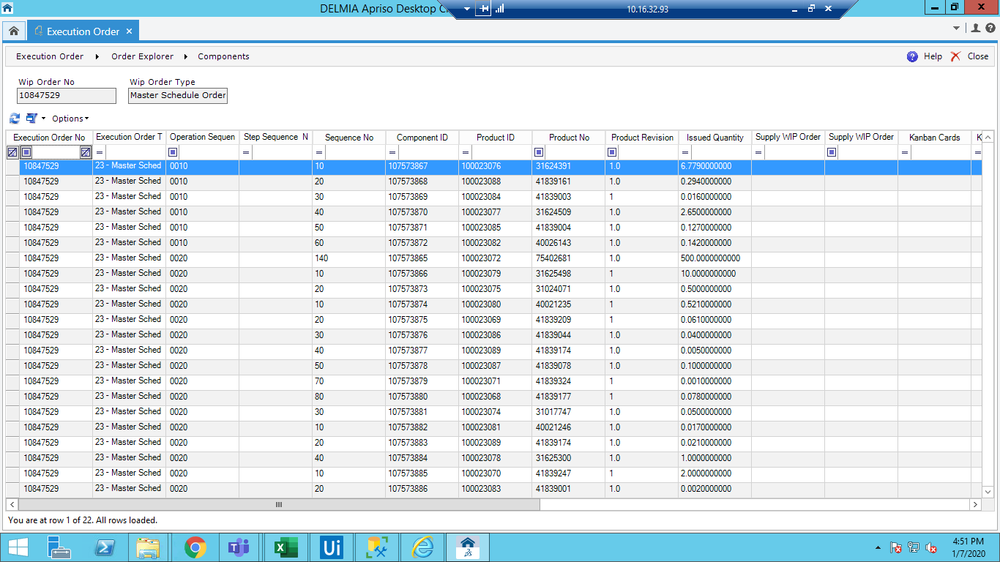 DELMIA Apriso Desktop C
10.16.32.93
Execution Order
Execution Order Order Explorer Components Help Close
Wip Order No Wip Order Type
10847529 Master Schedule Order
Options
Execution Order No Execution Order T Operation Sequen Step Sequence N Sequence No Component ID Product ID Product No Product Revision Issued Quantity Supply WIP Order Supply WIP Order Kanban Cards K
= = = = = = = = =
10847529 23 - Master Sched 0010 10 107573867 100023076 31624391 1.0 6.7790000000
10847529 23 - Master Sched 0010 20 107573868 100023088 41839161 1.0 0.2940000000
10847529 23 - Master Sched 0010 30 107573869 100023084 41839003 1 0.0160000000
10847529 23 - Master Sched 0010 40 107573870 100023077 31624509 1.0 2.6500000000
10847529 23 - Master Sched 0010 50 107573871 100023085 41839004 1.0 0.1270000000
10847529 23 - Master Sched 0010 60 107573872 100023082 40026143 1.0 0.1420000000
10847529 23 - Master Sched 0020 140 107573865 100023072 75402681 1.0 500.0000000000
10847529 23 - Master Sched 0020 10 107573866 100023079 31625498 1 10.0000000000
10847529 23 - Master Sched 0020 20 107573873 100023075 31024071 1.0 0.5000000000
10847529 23 - Master Sched 0020 10 107573874 100023080 40021235 1 0.5210000000
10847529 23 - Master Sched 0020 20 107573875 100023069 41839209 1 0.0610000000
10847529 23 - Master Sched 0020 30 107573876 100023086 41839044 1.0 0.0400000000
10847529 23 - Master Sched 0020 40 107573877 100023089 41839174 1.0 0.0050000000
10847529 23 - Master Sched 0020 50 107573878 100023087 41839078 1.0 0.1000000000
10847529 23 - Master Sched 0020 70 107573879 100023071 41839324 1 0.0010000000
10847529 23 - Master Sched 0020 80 107573880 100023068 41839177 1 0.0780000000
10847529 23 - Master Sched 0020 30 107573881 100023074 31017747 1.0 0.0500000000
10847529 23 - Master Sched 0020 10 107573882 100023081 40021246 1.0 0.0170000000
10847529 23 - Master Sched 0020 20 107573883 100023089 41839174 1.0 0.0210000000
10847529 23 - Master Sched 0020 40 107573884 100023078 31625300 1.0 1.0000000000
10847529 23 - Master Sched 0020 10 107573885 100023070 41839247 1 2.0000000000
10847529 23 - Master Sched 0020 20 107573886 100023083 41839001 1.0 0.0020000000
You are at row 1 of 22. All rows loaded.
Ui
4:51 PM
1/7/2020